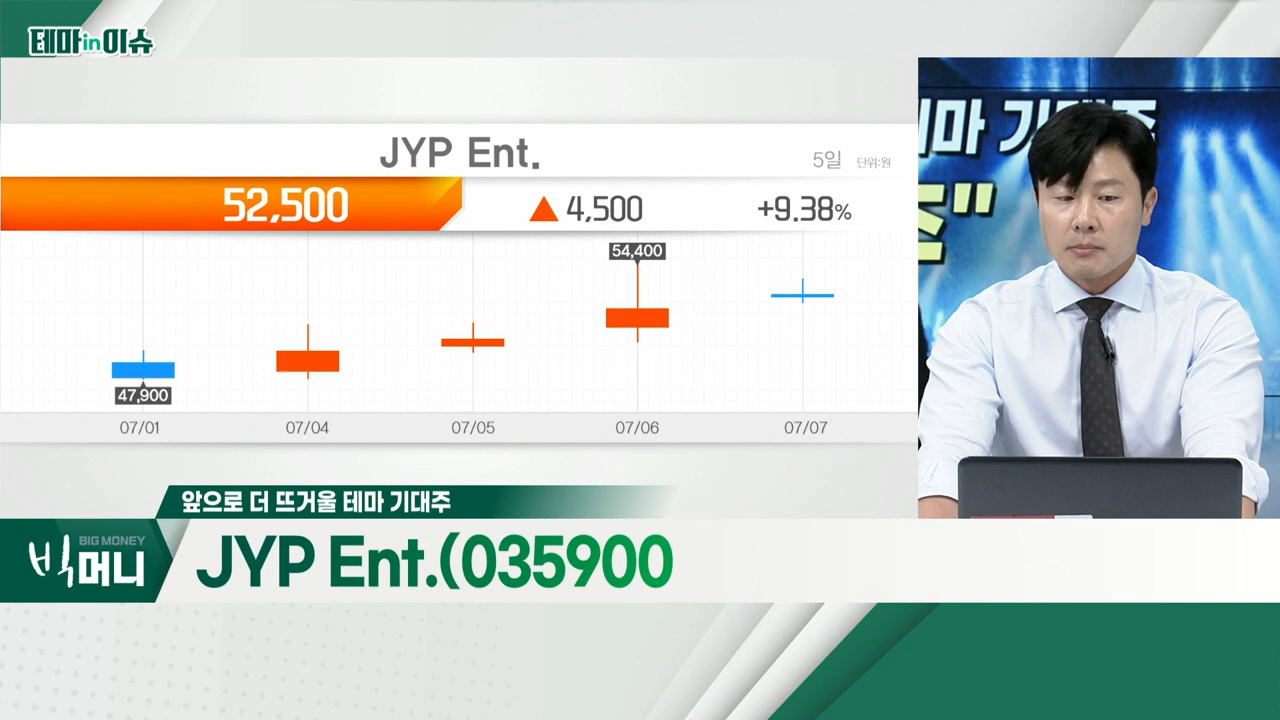 테마in이슈
JYP Ent.
5일 단위:원
52,500 ▲ 4,500 +9.38%
54,400
47,900
07/01 07/04 07/05 07/06 07/07
앞으로 더 뜨거울 테마 기대주
BIG MONEY
빅머니
JYP Ent.(035900